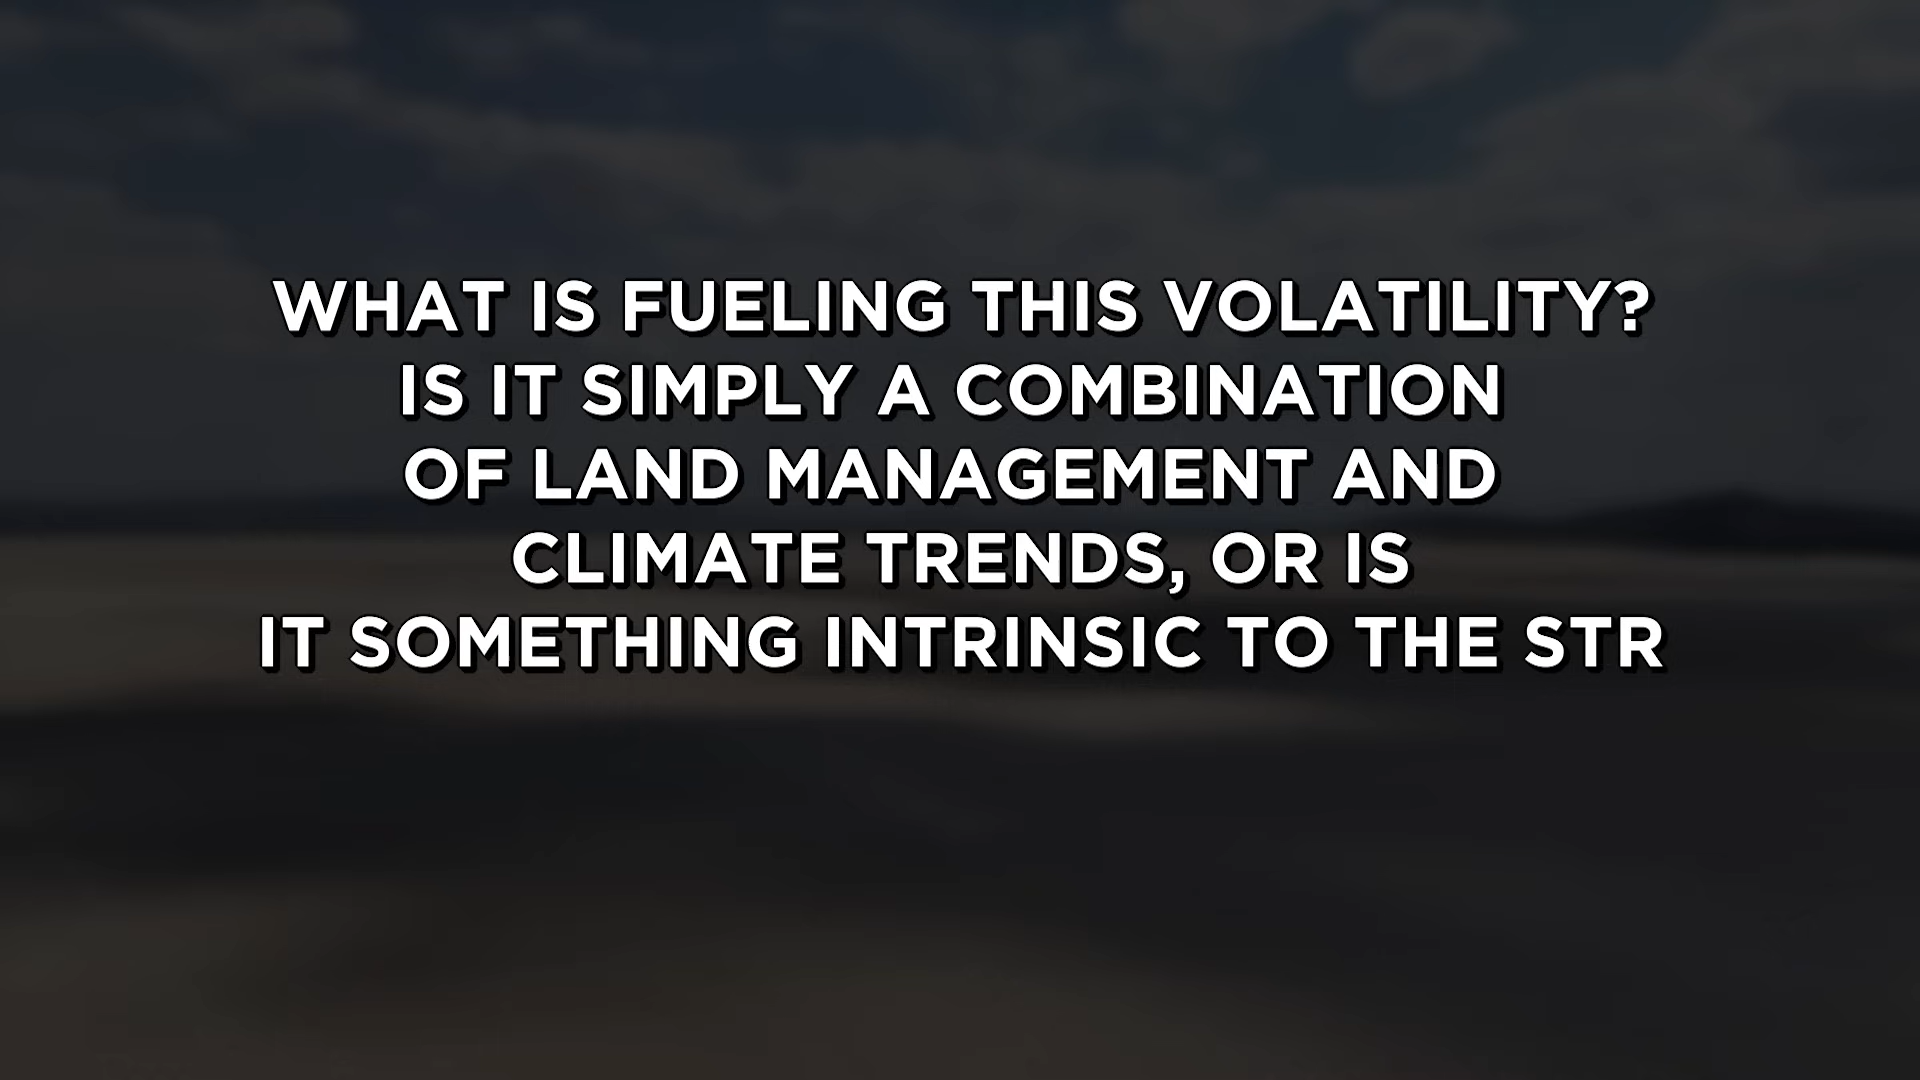 WHAT IS FUELING THIS VOLATILITY?
IS IT SIMPLY A COMBINATION
OF LAND MANAGEMENT AND
CLIMATE TRENDS, OR IS
IT SOMETHING INTRINSIC TO THE STR